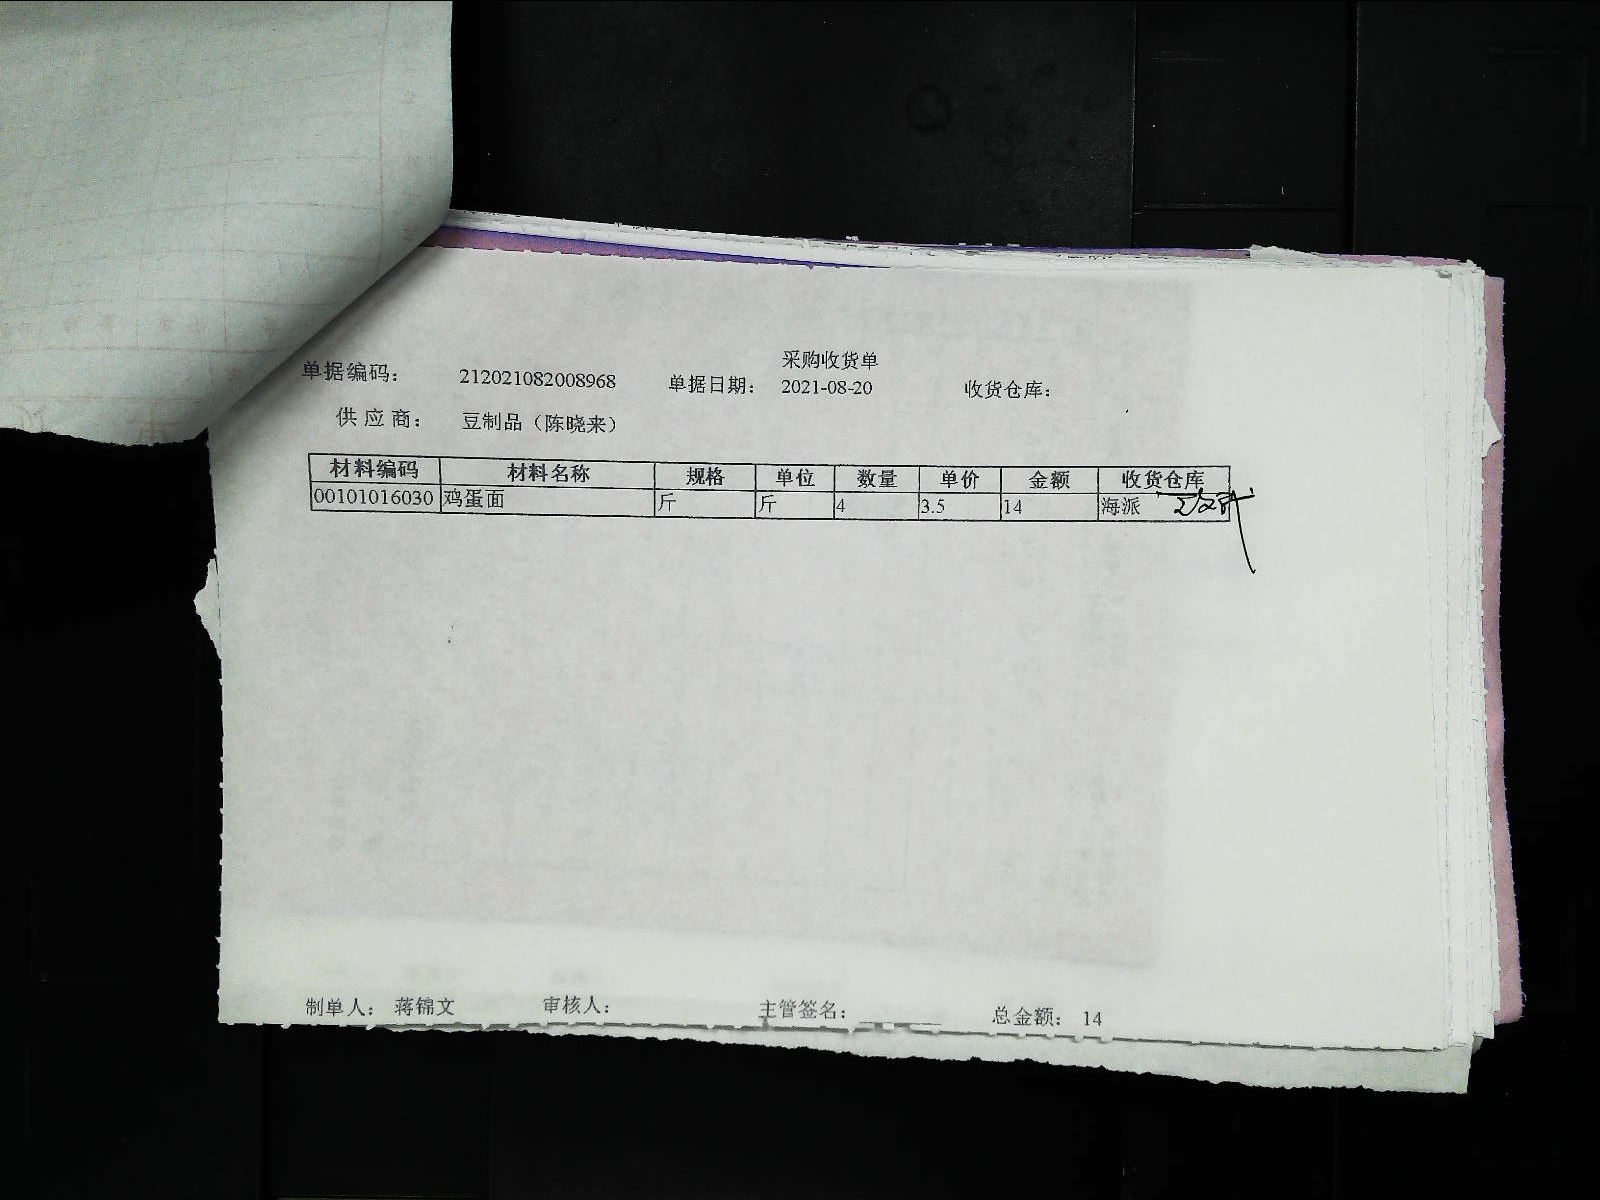 采购收货单
单据编码： 212021082008968 单据日期： 2021-08-20 收货仓库：
供 应 商： 豆制品（陈晓来）
材料编码 材料名称 规格 单位 数量 单价 金额 收货仓库
00101016030 鸡蛋面 斤 斤 4 3.5 14 海派
制单人： 蒋锦文 审核人： 主管签名： 总金额： 14